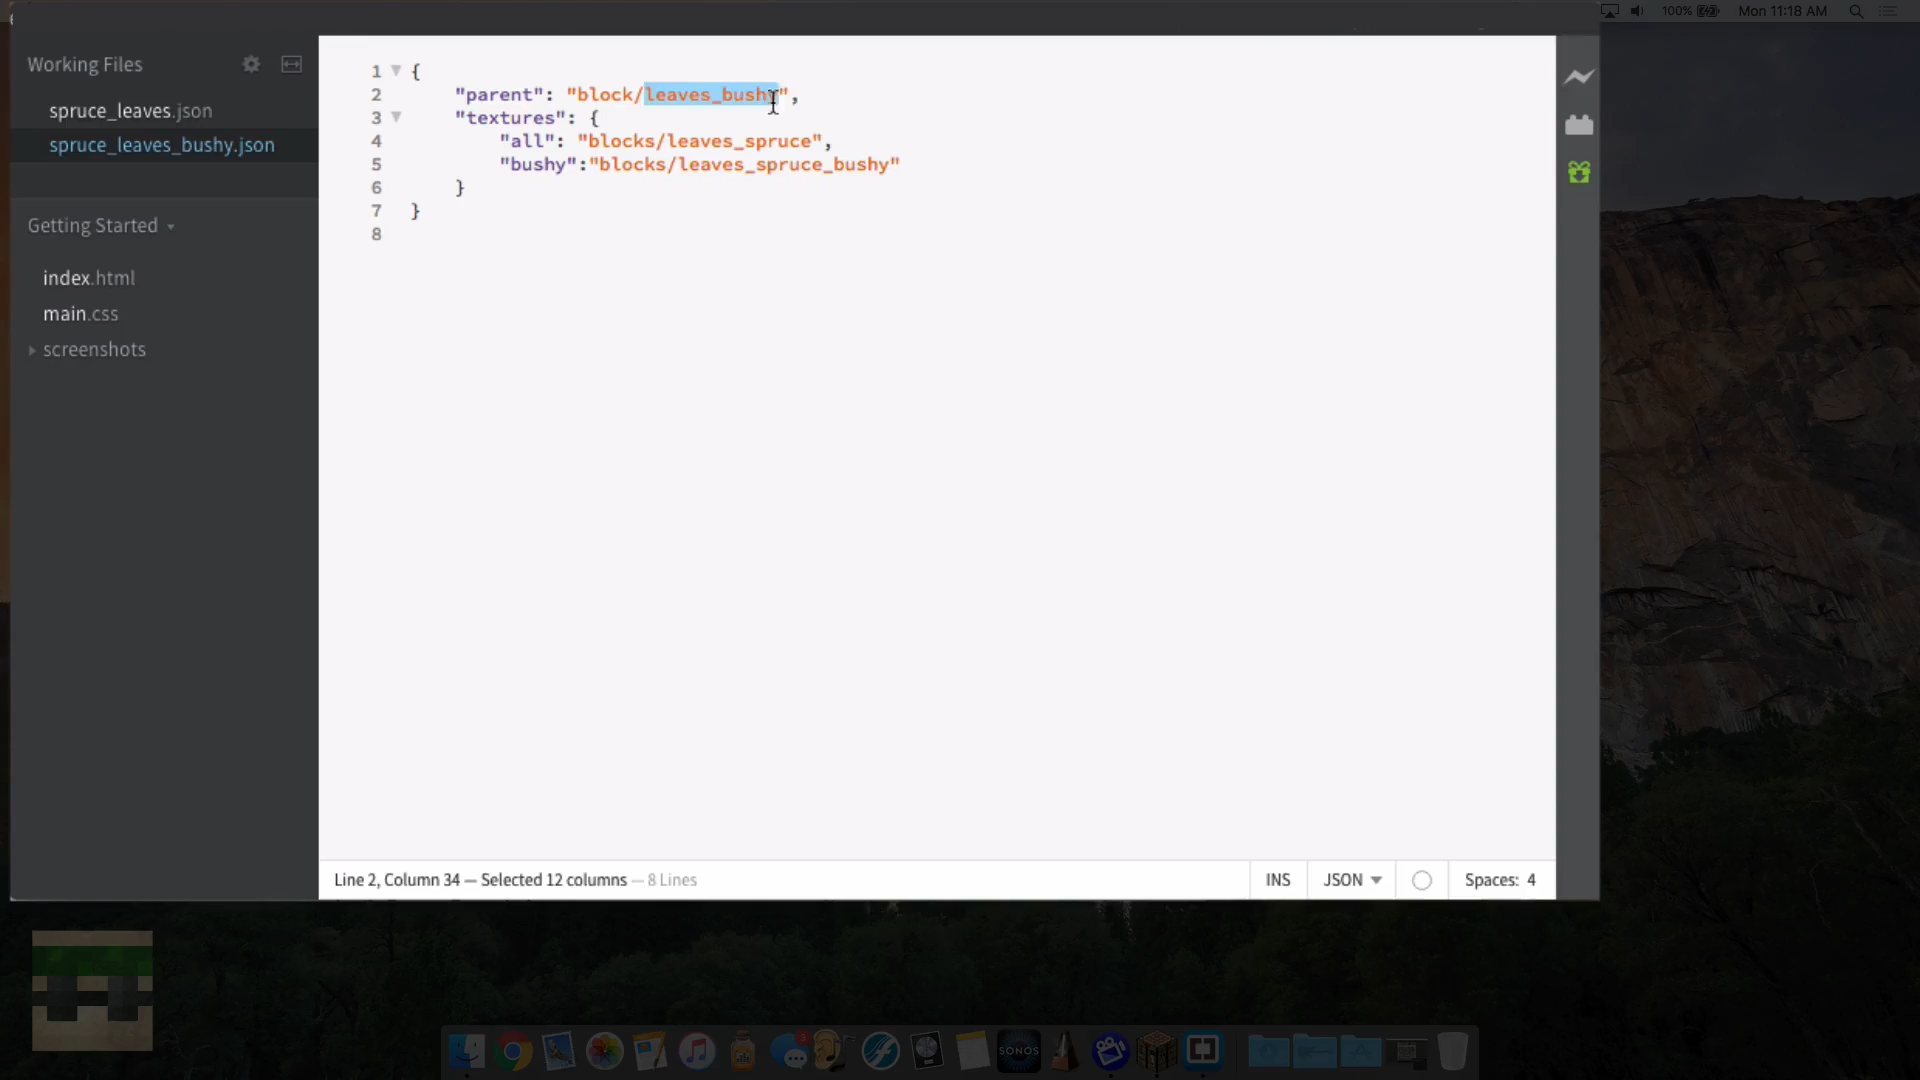 100%
Mon 11:18 AM
Working Files
spruce_leaves.json
spruce_leaves_bushy.json
Getting Started
index.html
main.css
screenshots
1 {
2 "parent": "block/leaves_bushy",
3 "textures": {
4 "all": "blocks/leaves_spruce",
5 "bushy":"blocks/leaves_spruce_bushy"
6 }
7 }
8
Line 2, Column 34 — Selected 12 columns — 8 Lines
INS
JSON
Spaces: 4
3
SONOS